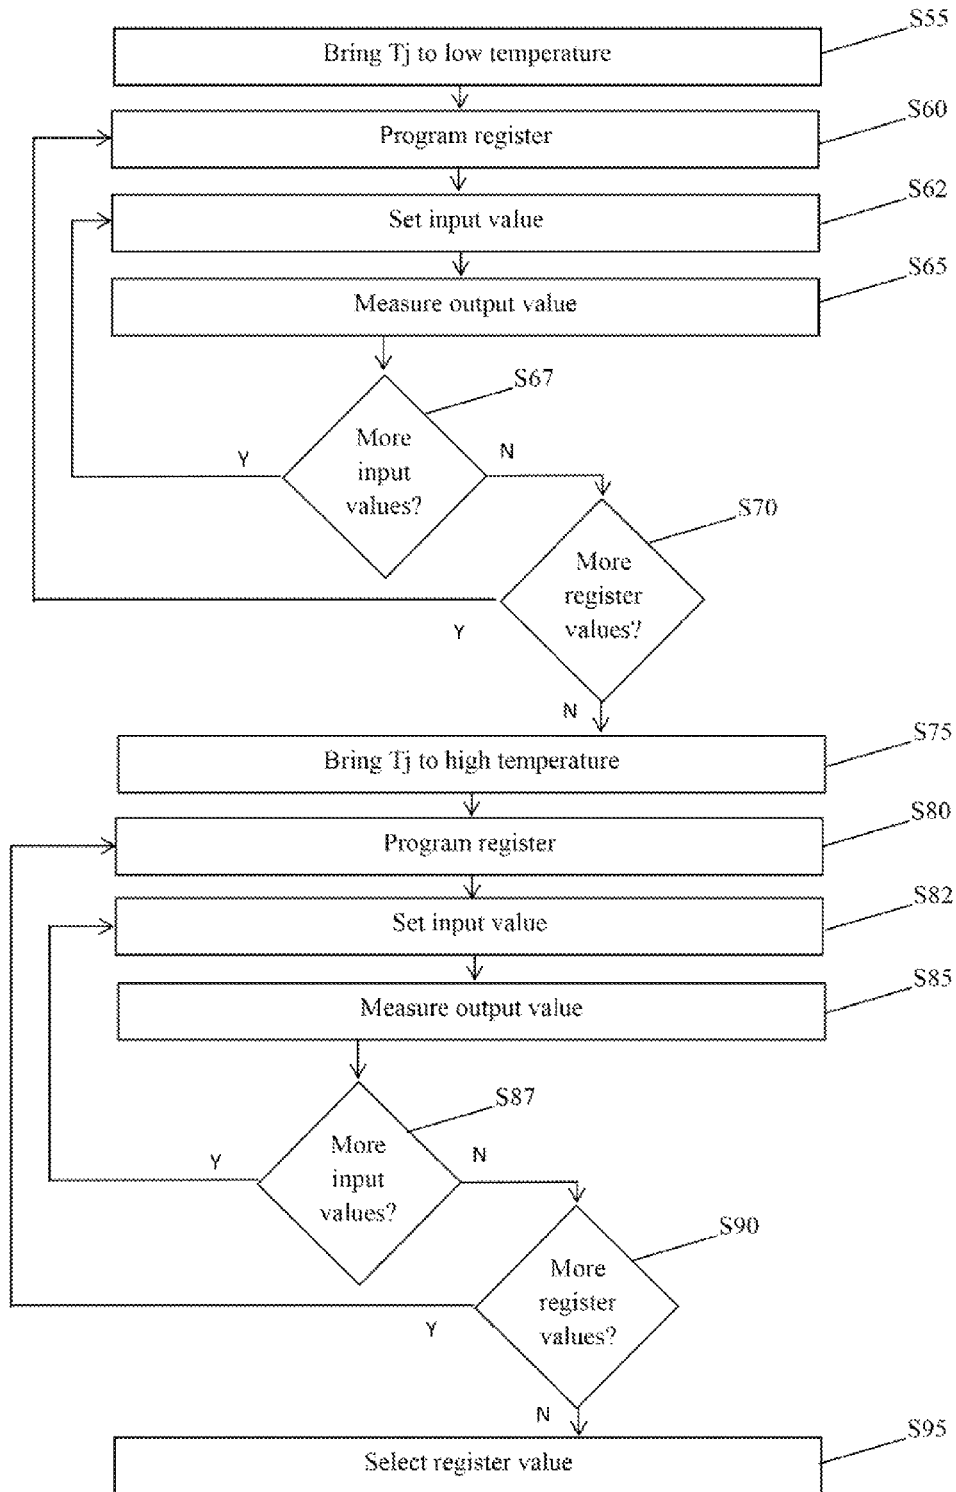 S55
Bring Tj to low temperature
S60
Program register
S62
Set input value
S65
Measure output value
S67
More
input
values?
Y
N
S70
More
register
values?
Y
N
S75
Bring Tj to high temperature
S80
Program register
S82
Set input value
S85
Measure output value
S87
More
input
values?
Y
N
S90
More
register
values?
Y
N
S95
Select register value